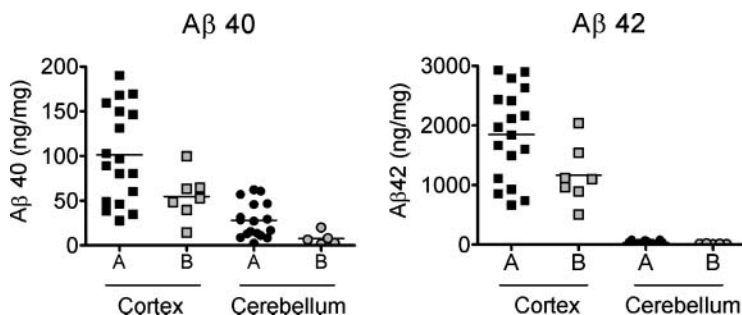 Aβ 40
Aβ 40 (ng/mg)
200
150
100
50
0
A
B
A
B
Cortex
Cerebellum
Aβ 42
Aβ42 (ng/mg)
3000
2000
1000
0
A
B
A
B
Cortex
Cerebellum